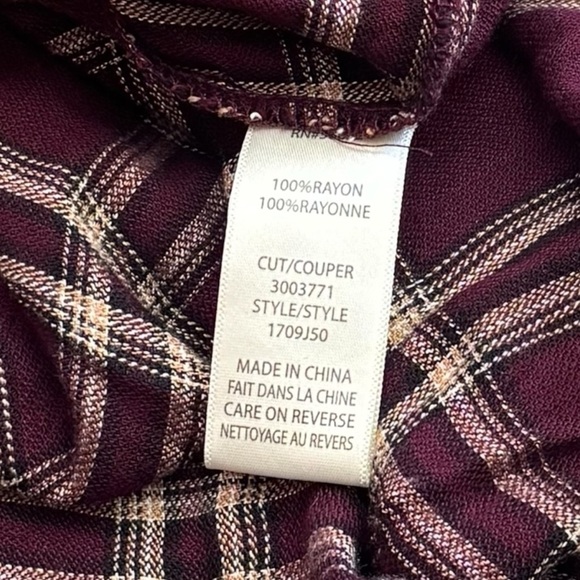 100%RAYON
100%RAYONNE
CUT/COUPER
3003771
STYLE/STYLE
1709J50
MADE IN CHINA
FAIT DANS LA CHINE
CARE ON REVERSE
NETTOYAGE AU REVERS